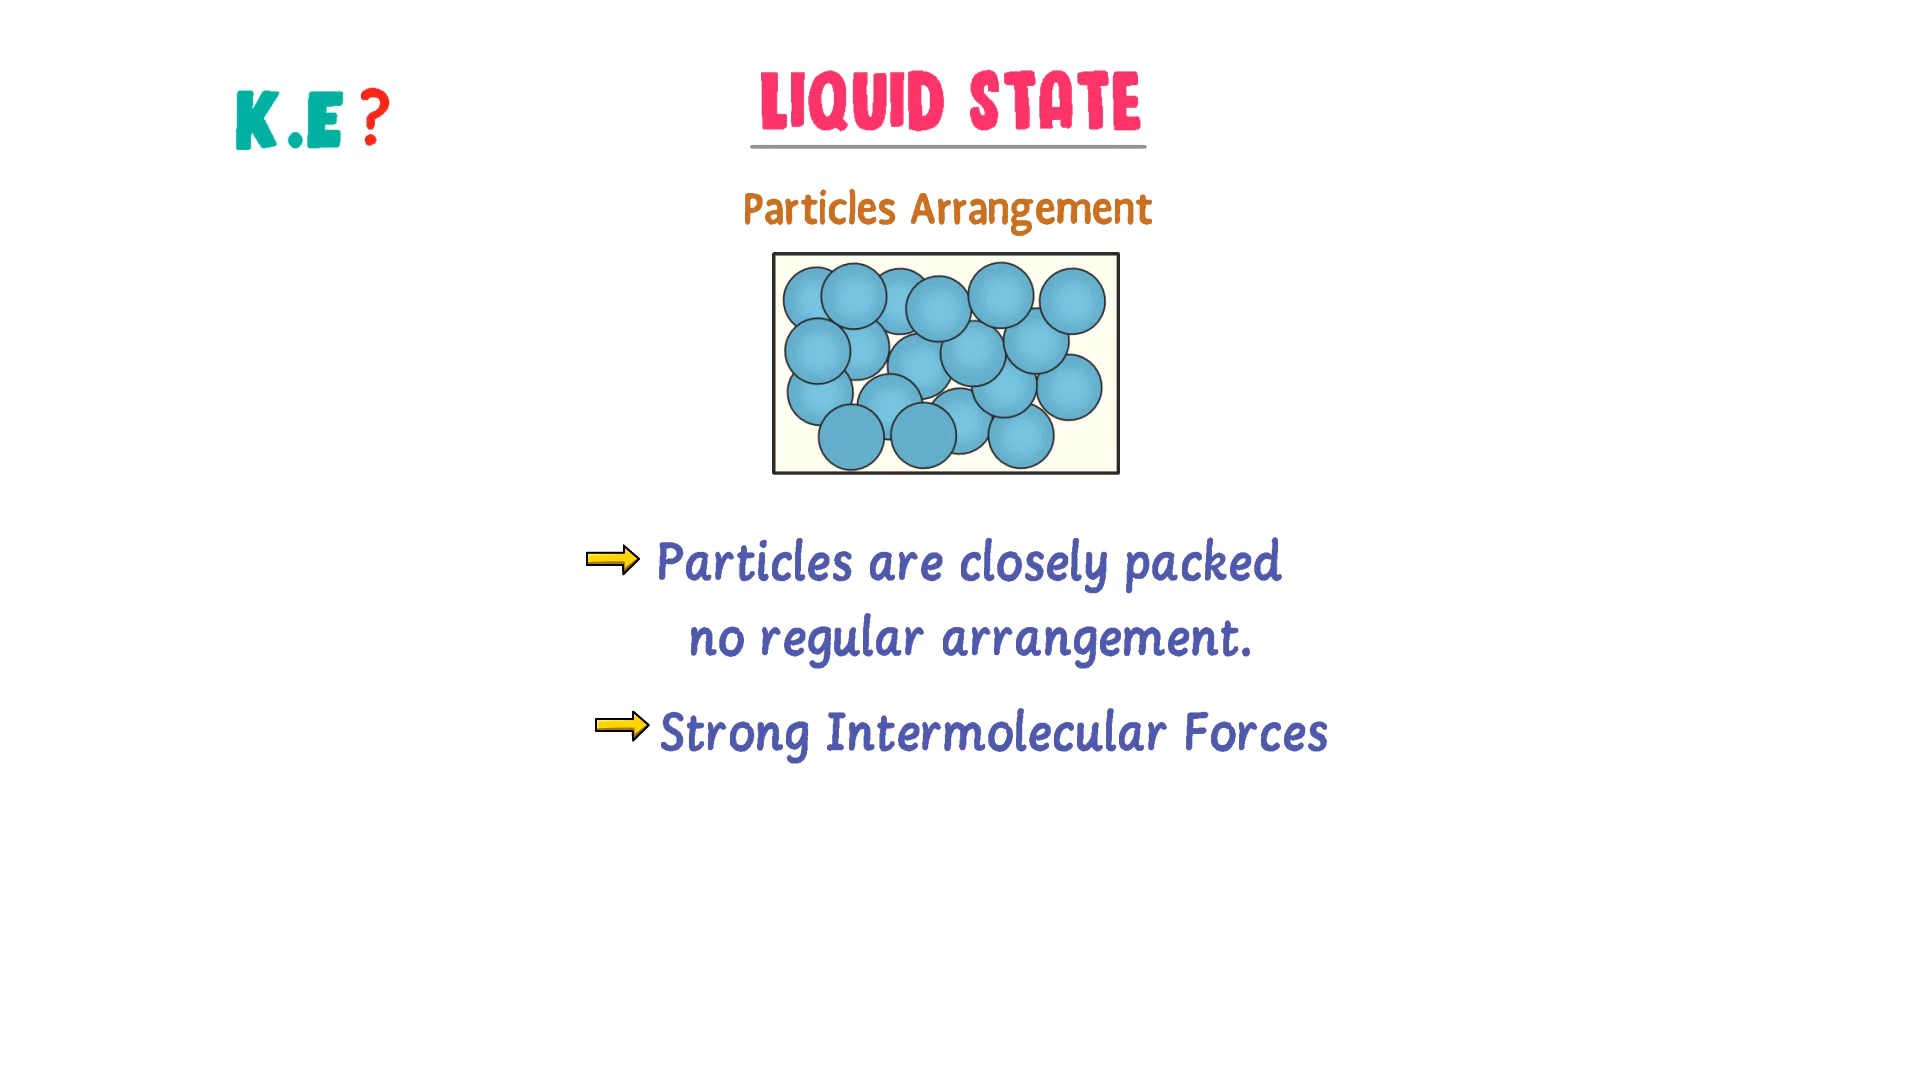 K.E?
LIQUID STATE
Particles Arrangement
Particles are closely packed
no regular arrangement.
Strong Intermolecular Forces